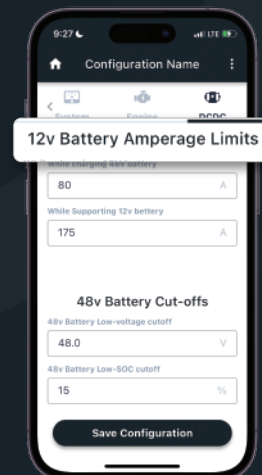 9:27
LTE
Configuration Name
System Engine DCDC
12v Battery Amperage Limits
While charging 48v battery
80 A
While Supporting 12v bettery
175 A
48v Battery Cut-offs
48v Battery Low-voltage cutoff
48.0 V
48v Battery Low-SOC cutoff
15 %
Save Configuration